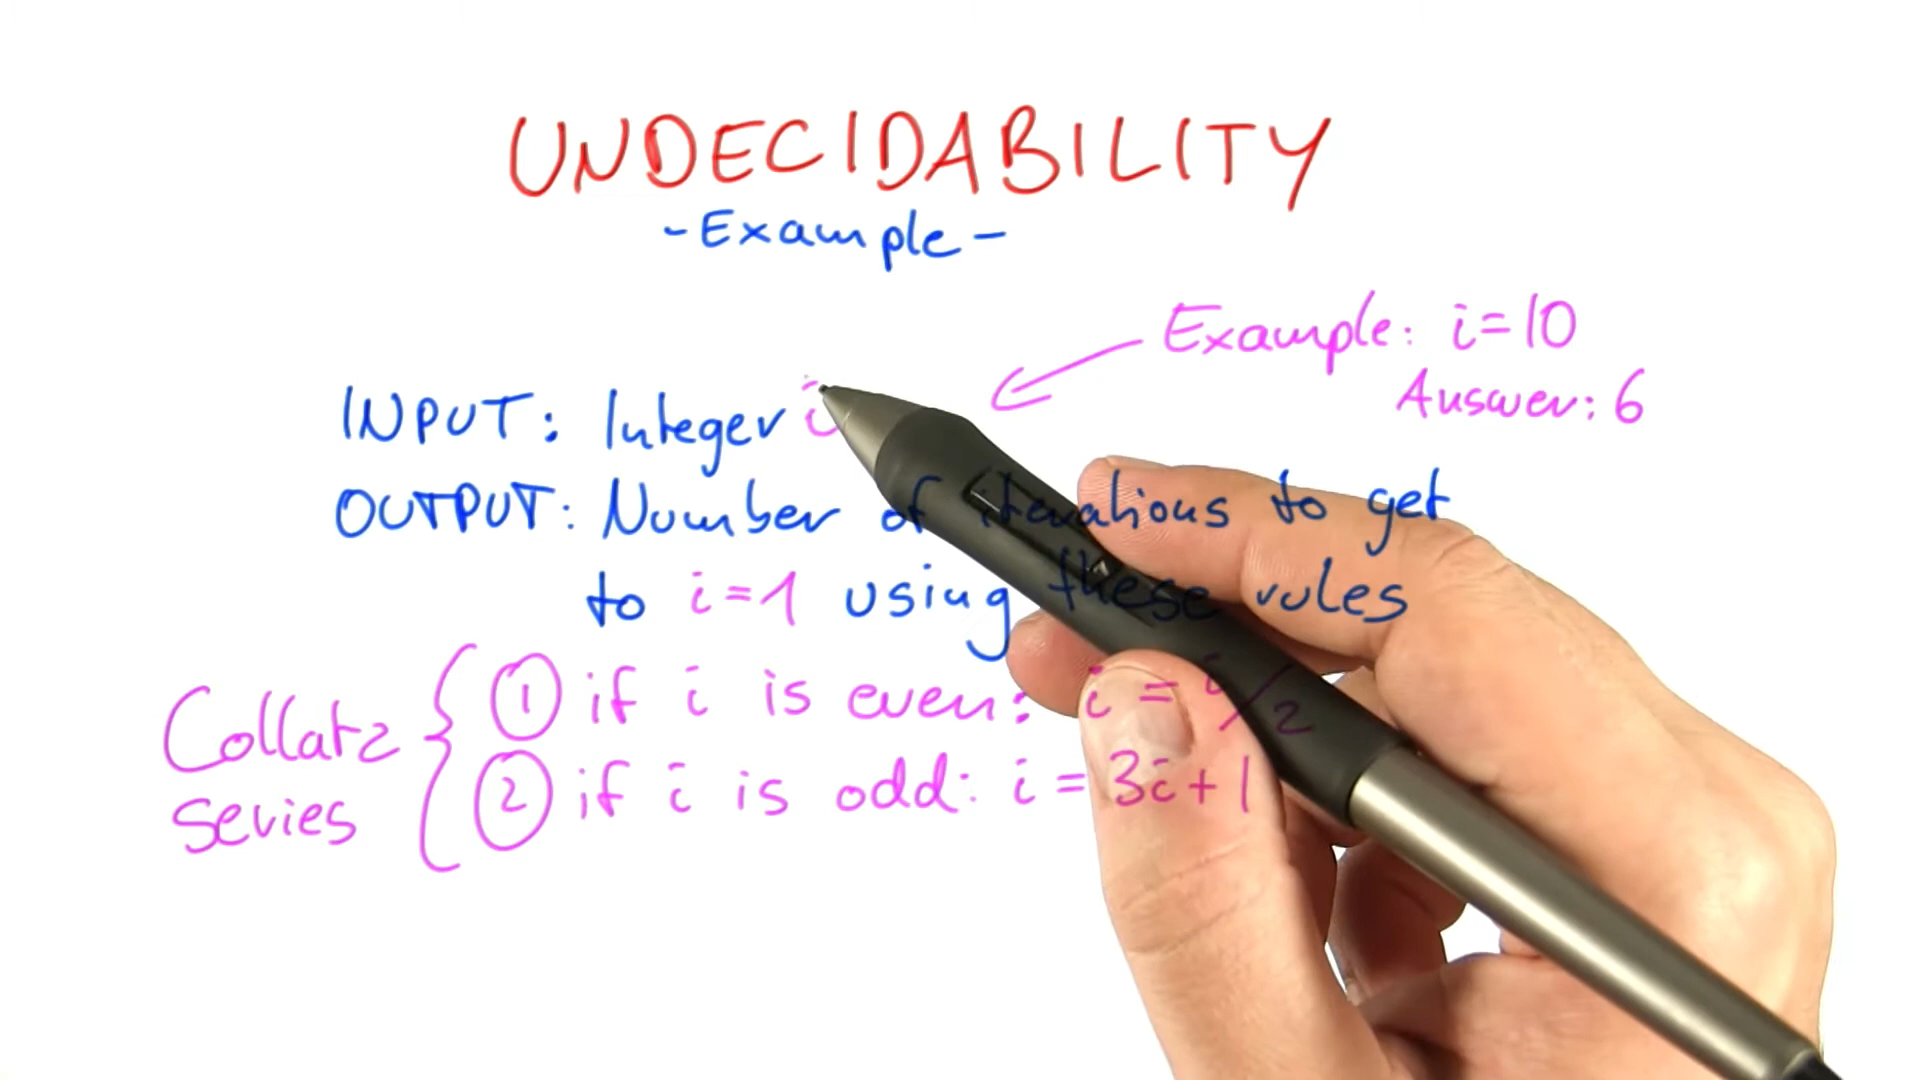 UNDECIDABILITY
-Example-
Example: i=10
Answer: 6
INPUT: Integer i
OUTPUT: Number of iterations to get
to i=1 using these rules
Collatz series
① if i is even: i = i/2
② if i is odd: i = 3i+1